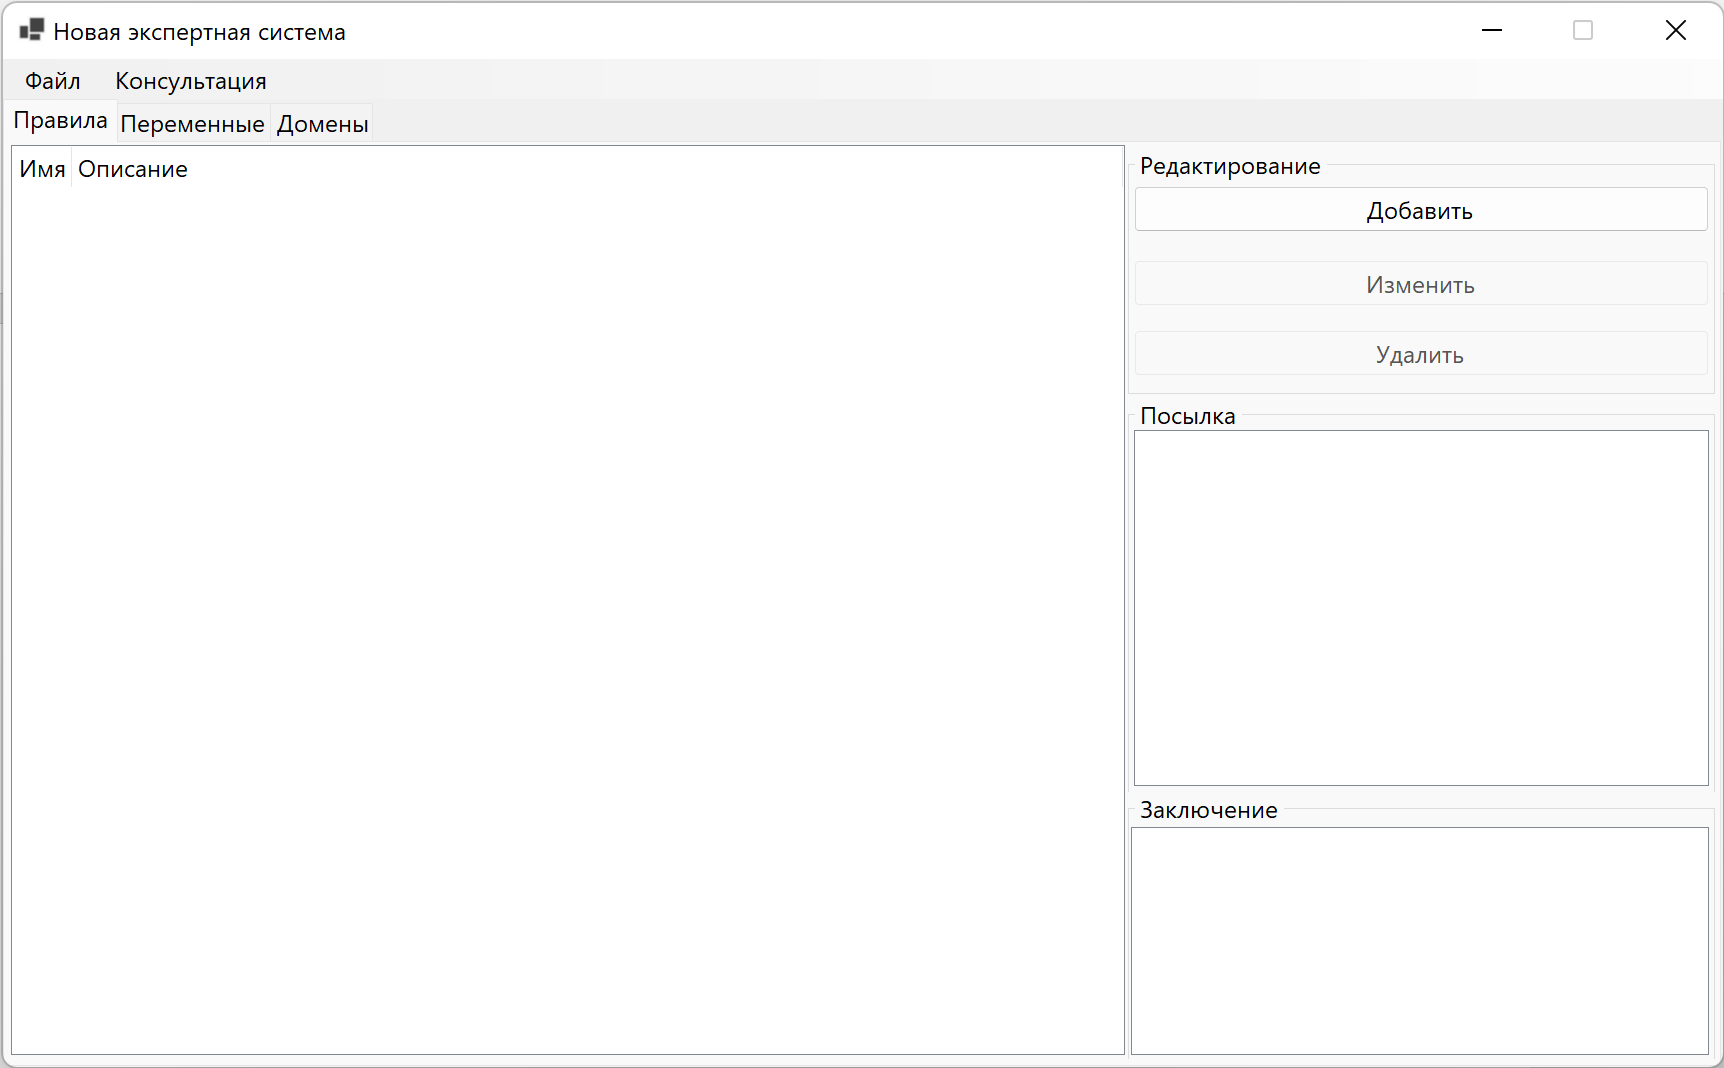 Новая экспертная система
Файл Консультация
Правила Переменные Домены
Имя Описание
Редактирование
Добавить
Изменить
Удалить
Посылка
Заключение